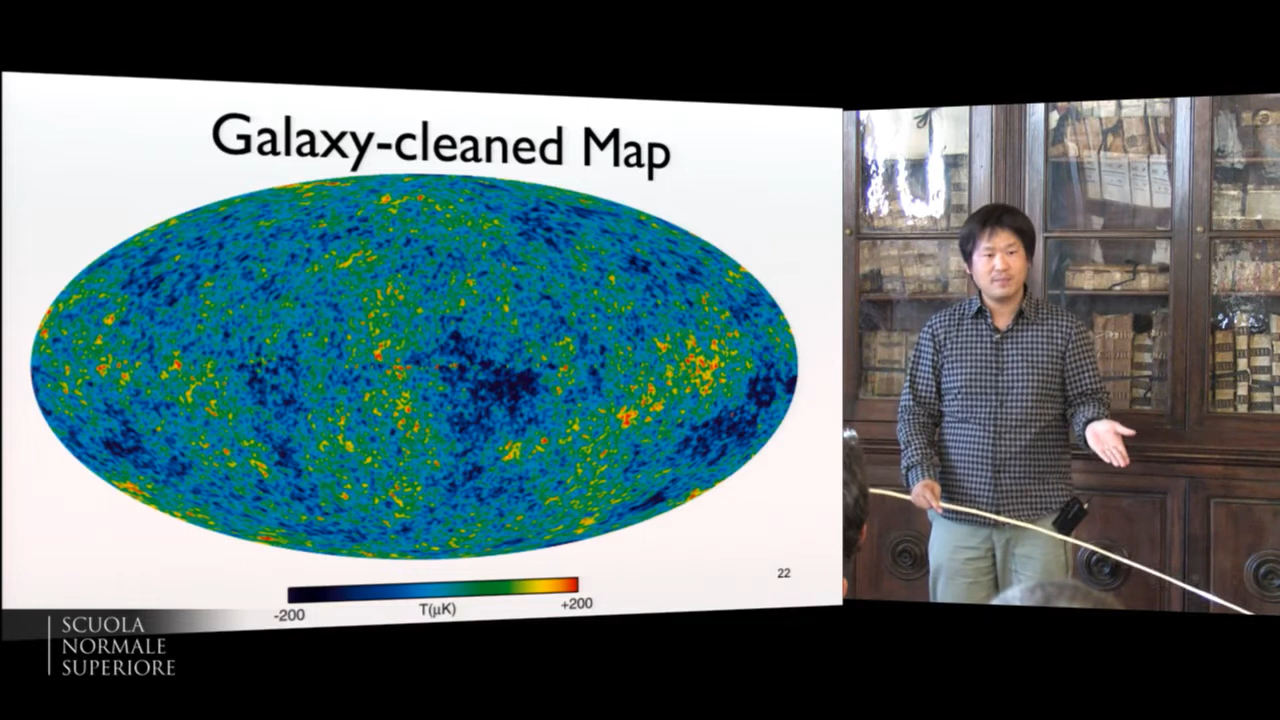 Galaxy-cleaned Map
22
-200
T(μK)
+200
SCUOLA
NORMALE
SUPERIORE